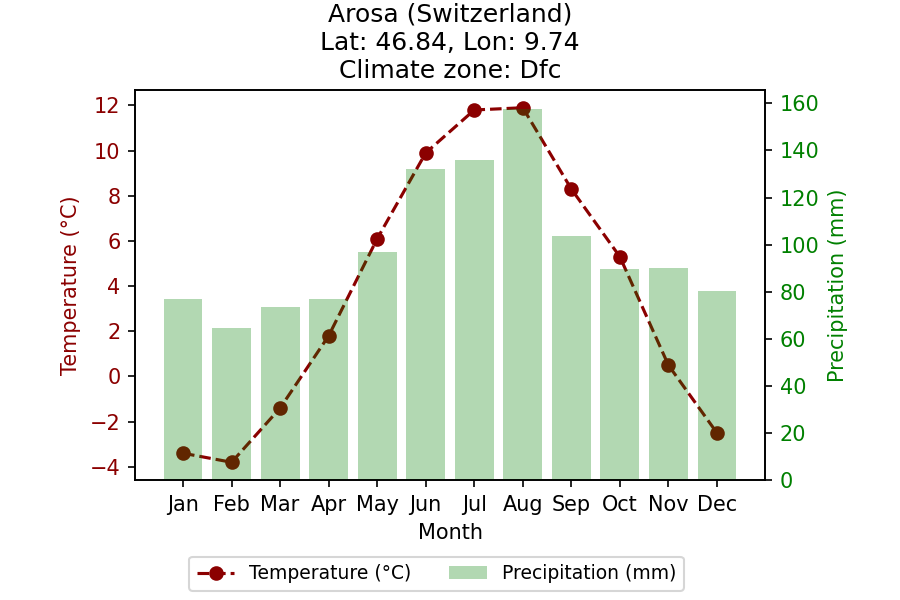 Arosa (Switzerland)
Lat: 46.84, Lon: 9.74
Climate zone: Dfc
12
10
8
6
4
2
0
−2
−4
Temperature (°C)
160
140
120
100
80
60
40
20
0
Precipitation (mm)
Jan Feb Mar Apr May Jun Jul Aug Sep Oct Nov Dec
Month
Temperature (°C) Precipitation (mm)